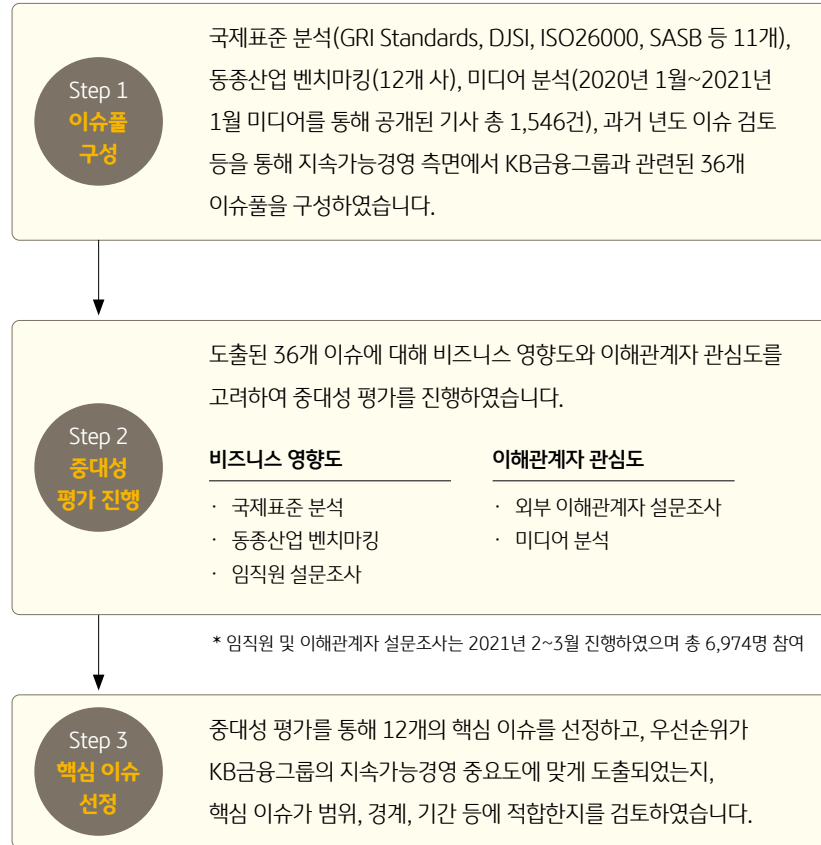 Step 1
이슈풀
구성
국제표준 분석(GRI Standards, DJSI, ISO26000, SASB 등 11개),
동종산업 벤치마킹(12개 사), 미디어 분석(2020년 1월~2021년
1월 미디어를 통해 공개된 기사 총 1,546건), 과거 년도 이슈 검토
등을 통해 지속가능경영 측면에서 KB금융그룹과 관련된 36개
이슈풀을 구성하였습니다.
Step 2
중대성
평가 진행
도출된 36개 이슈에 대해 비즈니스 영향도와 이해관계자 관심도를
고려하여 중대성 평가를 진행하였습니다.
비즈니스 영향도
· 국제표준 분석
· 동종산업 벤치마킹
· 임직원 설문조사
이해관계자 관심도
· 외부 이해관계자 설문조사
· 미디어 분석
* 임직원 및 이해관계자 설문조사는 2021년 2~3월 진행하였으며 총 6,974명 참여
Step 3
핵심 이슈
선정
중대성 평가를 통해 12개의 핵심 이슈를 선정하고, 우선순위가
KB금융그룹의 지속가능경영 중요도에 맞게 도출되었는지,
핵심 이슈가 범위, 경계, 기간 등에 적합한지를 검토하였습니다.